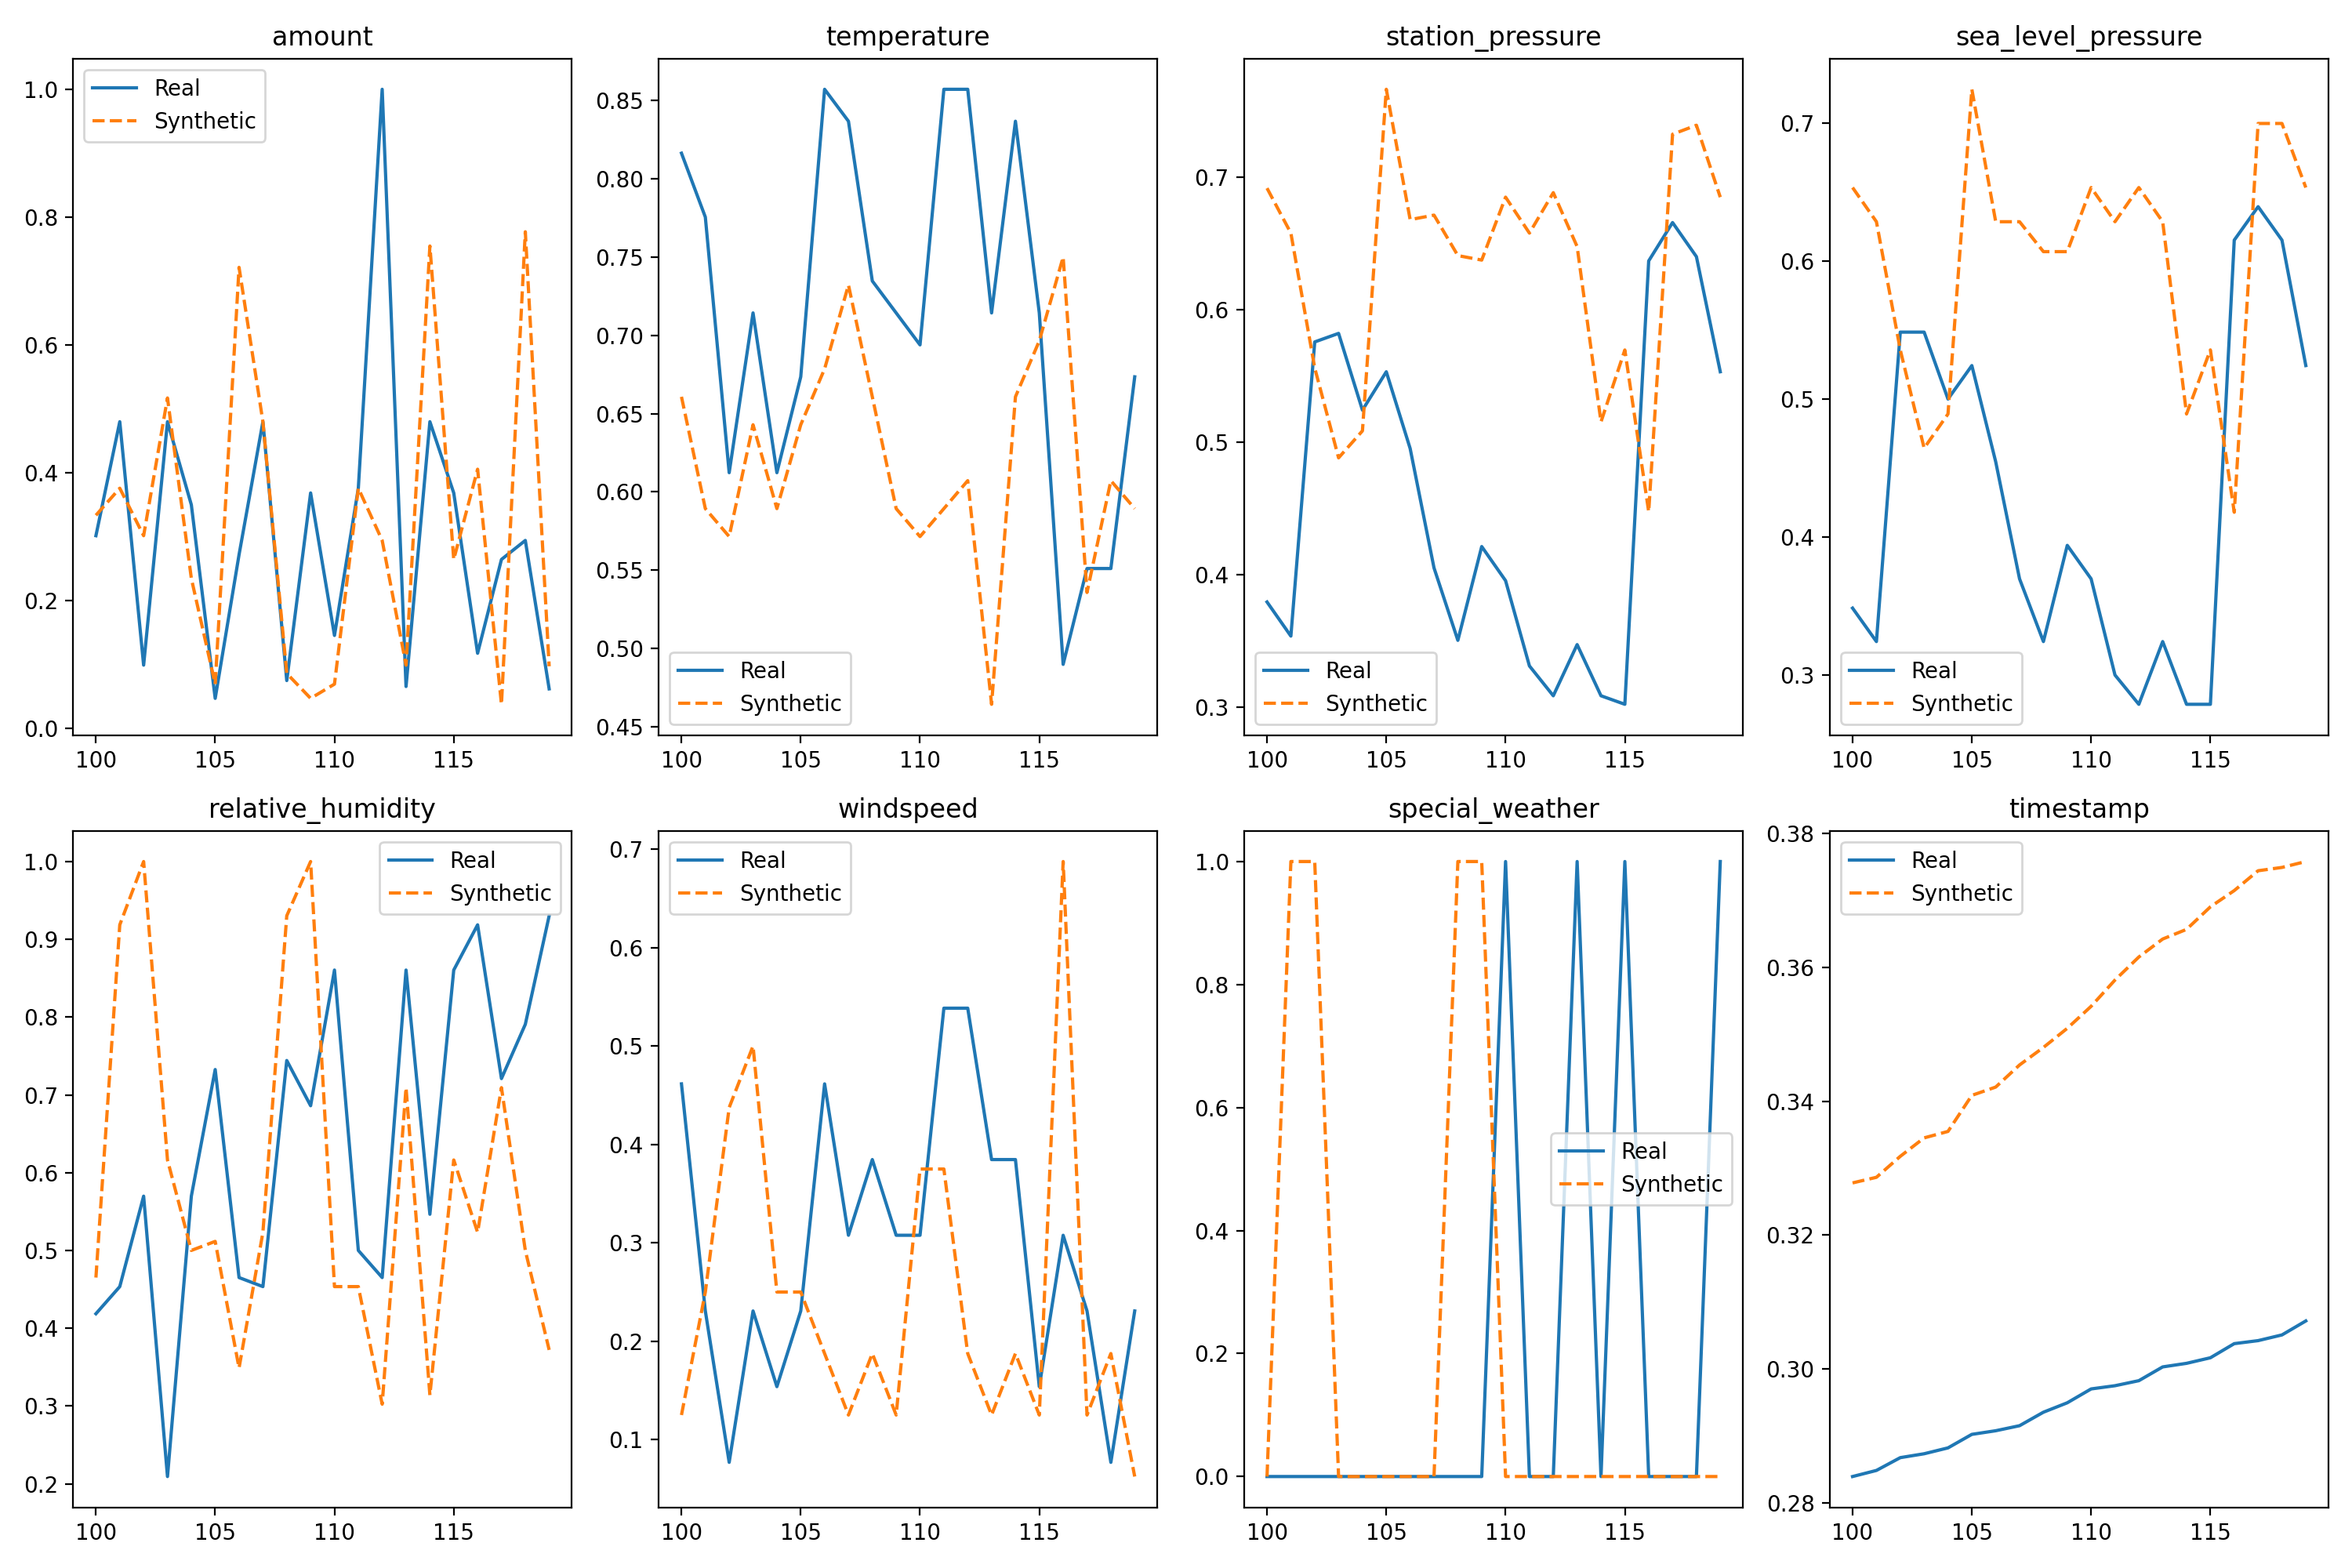 amount
1.0
0.8
0.6
0.4
0.2
0.0
Real
Synthetic
100 105 110 115
temperature
0.85
0.80
0.75
0.70
0.65
0.60
0.55
0.50
0.45
Real
Synthetic
100 105 110 115
station_pressure
0.7
0.6
0.5
0.4
0.3
Real
Synthetic
100 105 110 115
sea_level_pressure
0.7
0.6
0.5
0.4
0.3
Real
Synthetic
100 105 110 115
relative_humidity
1.0
0.9
0.8
0.7
0.6
0.5
0.4
0.3
0.2
Real
Synthetic
100 105 110 115
windspeed
0.7
0.6
0.5
0.4
0.3
0.2
0.1
Real
Synthetic
100 105 110 115
special_weather
1.0
0.8
0.6
0.4
0.2
0.0
Real
Synthetic
100 105 110 115
timestamp
0.38
0.36
0.34
0.32
0.30
0.28
Real
Synthetic
100 105 110 115